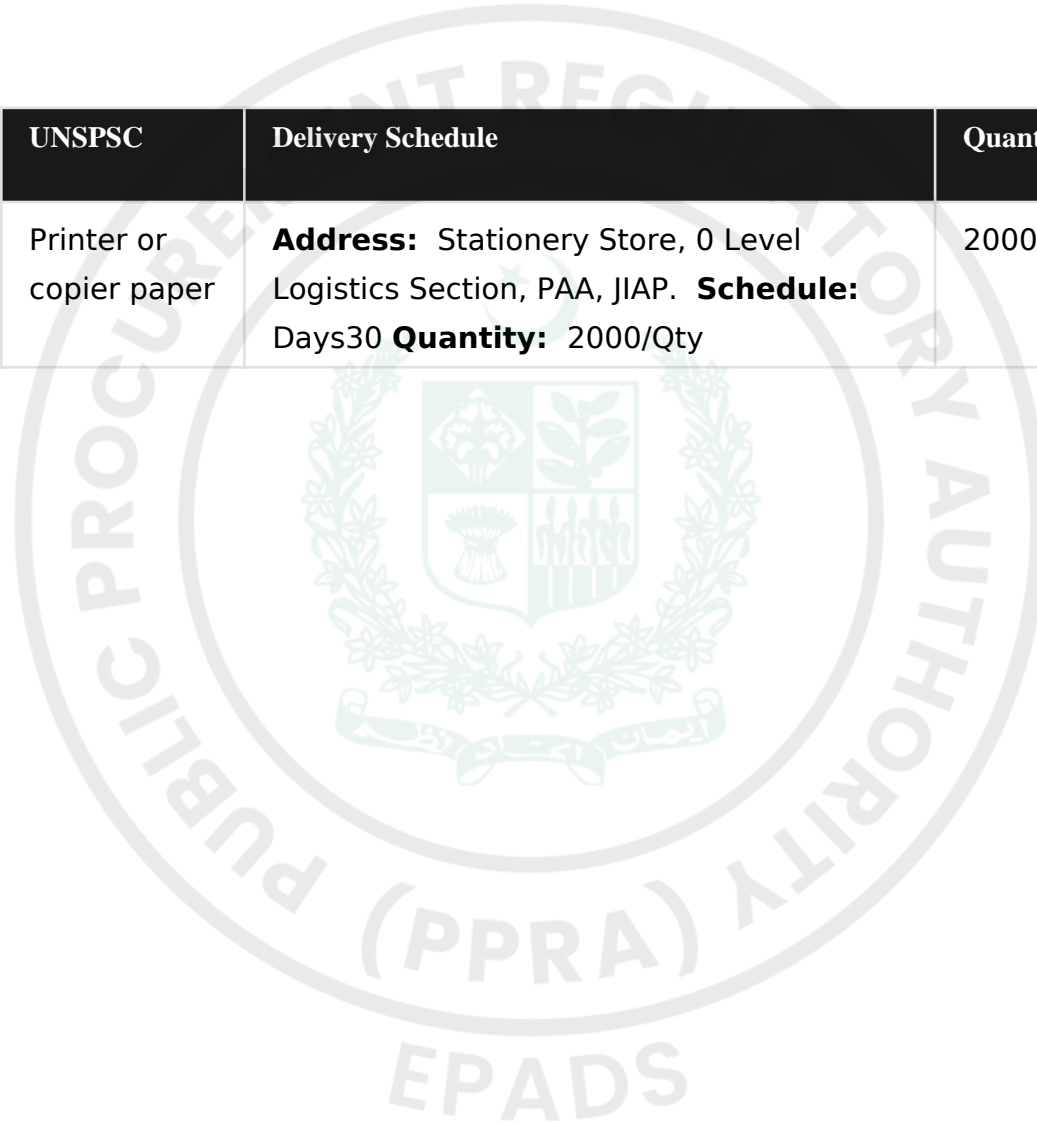 UNSPSC Delivery Schedule Quant
Printer or Address: Stationery Store, 0 Level 2000
copier paper Logistics Section, PAA, JIAP. Schedule:
Days30 Quantity: 2000/Qty
PUBLIC PROCUREMENT REGULATORY AUTHORITY
(PPRA)
EPADS